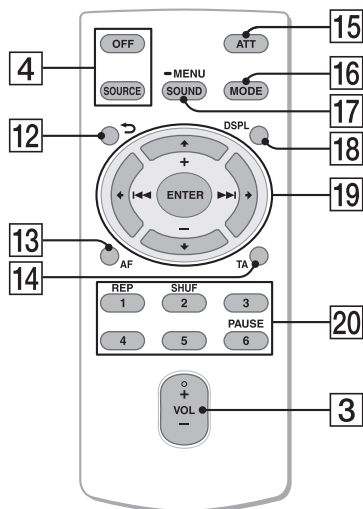 OFF
ATT
15
4
-MENU
16
SOURCE
SOUND
MODE
17
12
DSPL
18
+
ENTER
19
-
13
AF
TA
14
REP
SHUF
1
2
3
PAUSE
20
4
5
6
+
VOL
3
-